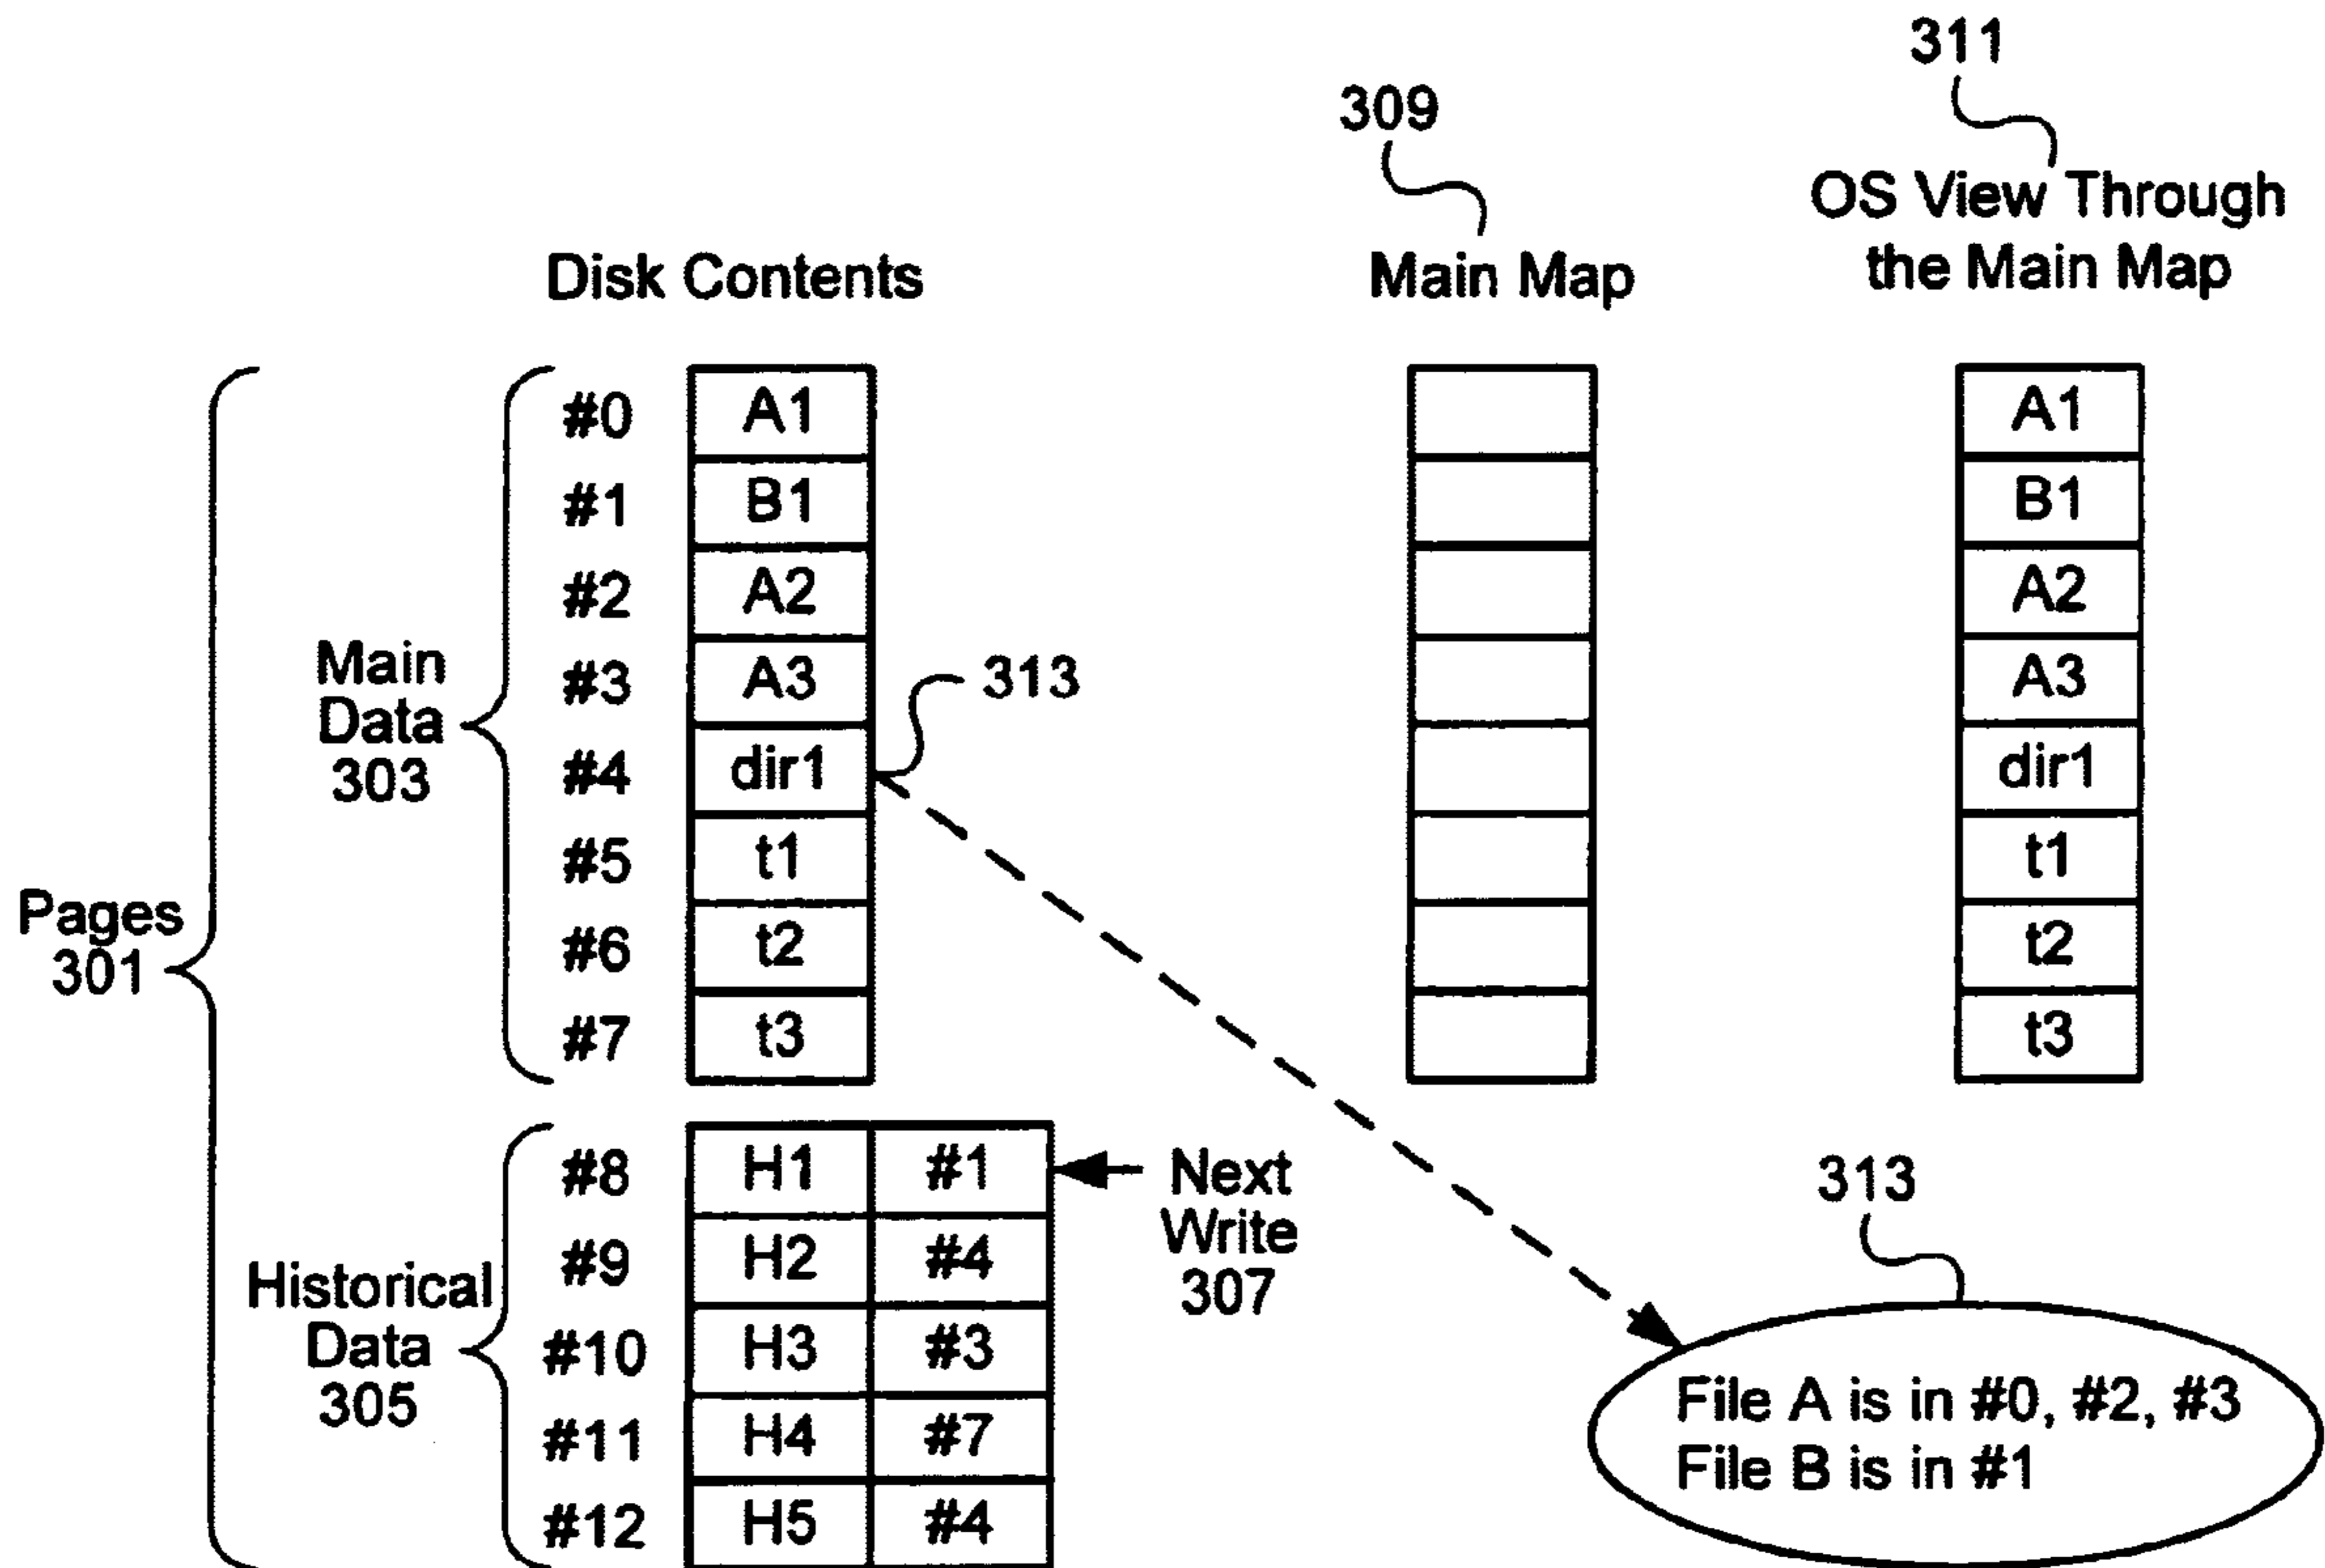 311
309
OS View Through
the Main Map
Disk Contents
Main Map
Pages
301
Main
Data
303
#0 A1
#1 B1
#2 A2
#3 A3
#4 dir1
#5 t1
#6 t2
#7 t3
313
A1
B1
A2
A3
dir1
t1
t2
t3
Historical
Data
305
#8 H1 #1
#9 H2 #4
#10 H3 #3
#11 H4 #7
#12 H5 #4
Next
Write
307
313
File A is in #0, #2, #3
File B is in #1